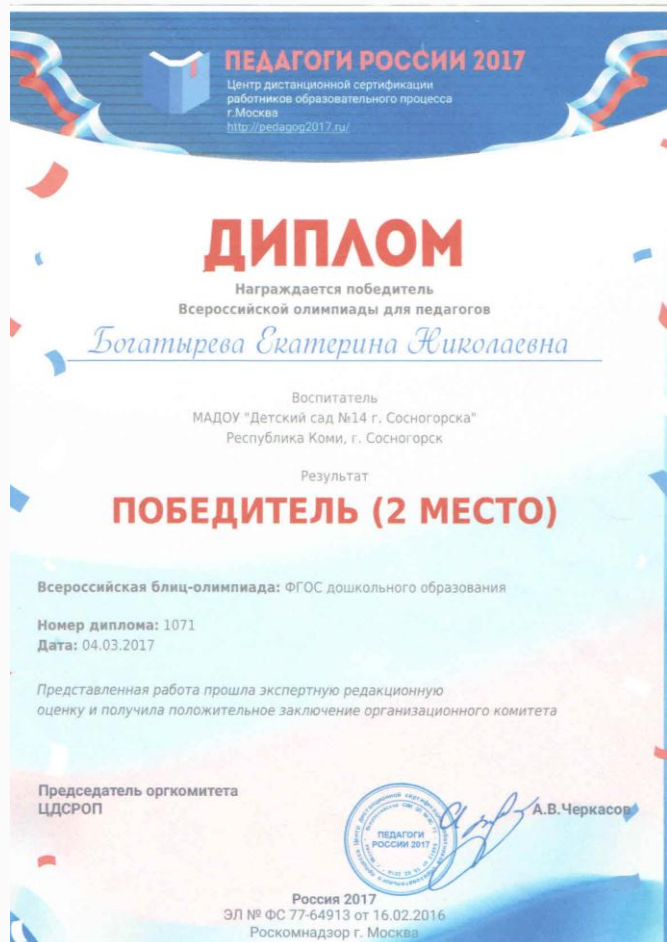 ПЕДАГОГИ РОССИИ 2017
Центр дистанционной сертификации
работников образовательного процесса
г.Москва
http://pedagog2017.ru/
ДИПЛОМ
Награждается победитель
Всероссийской олимпиады для педагогов
Богатырева Екатерина Николаевна
Воспитатель
МАДОУ "Детский сад №14 г. Сосногорска"
Республика Коми, г. Сосногорск
Результат
ПОБЕДИТЕЛЬ (2 МЕСТО)
Всероссийская блиц-олимпиада: ФГОС дошкольного образования
Номер диплома: 1071
Дата: 04.03.2017
Представленная работа прошла экспертную редакционную
оценку и получила положительное заключение организационного комитета
Председатель оргкомитета
ЦДСРОП
ПЕДАГОГИ
РОССИИ 2017
А.В.Черкасов
Россия 2017
ЭЛ № ФС 77-64913 от 16.02.2016
Роскомнадзор г. Москва